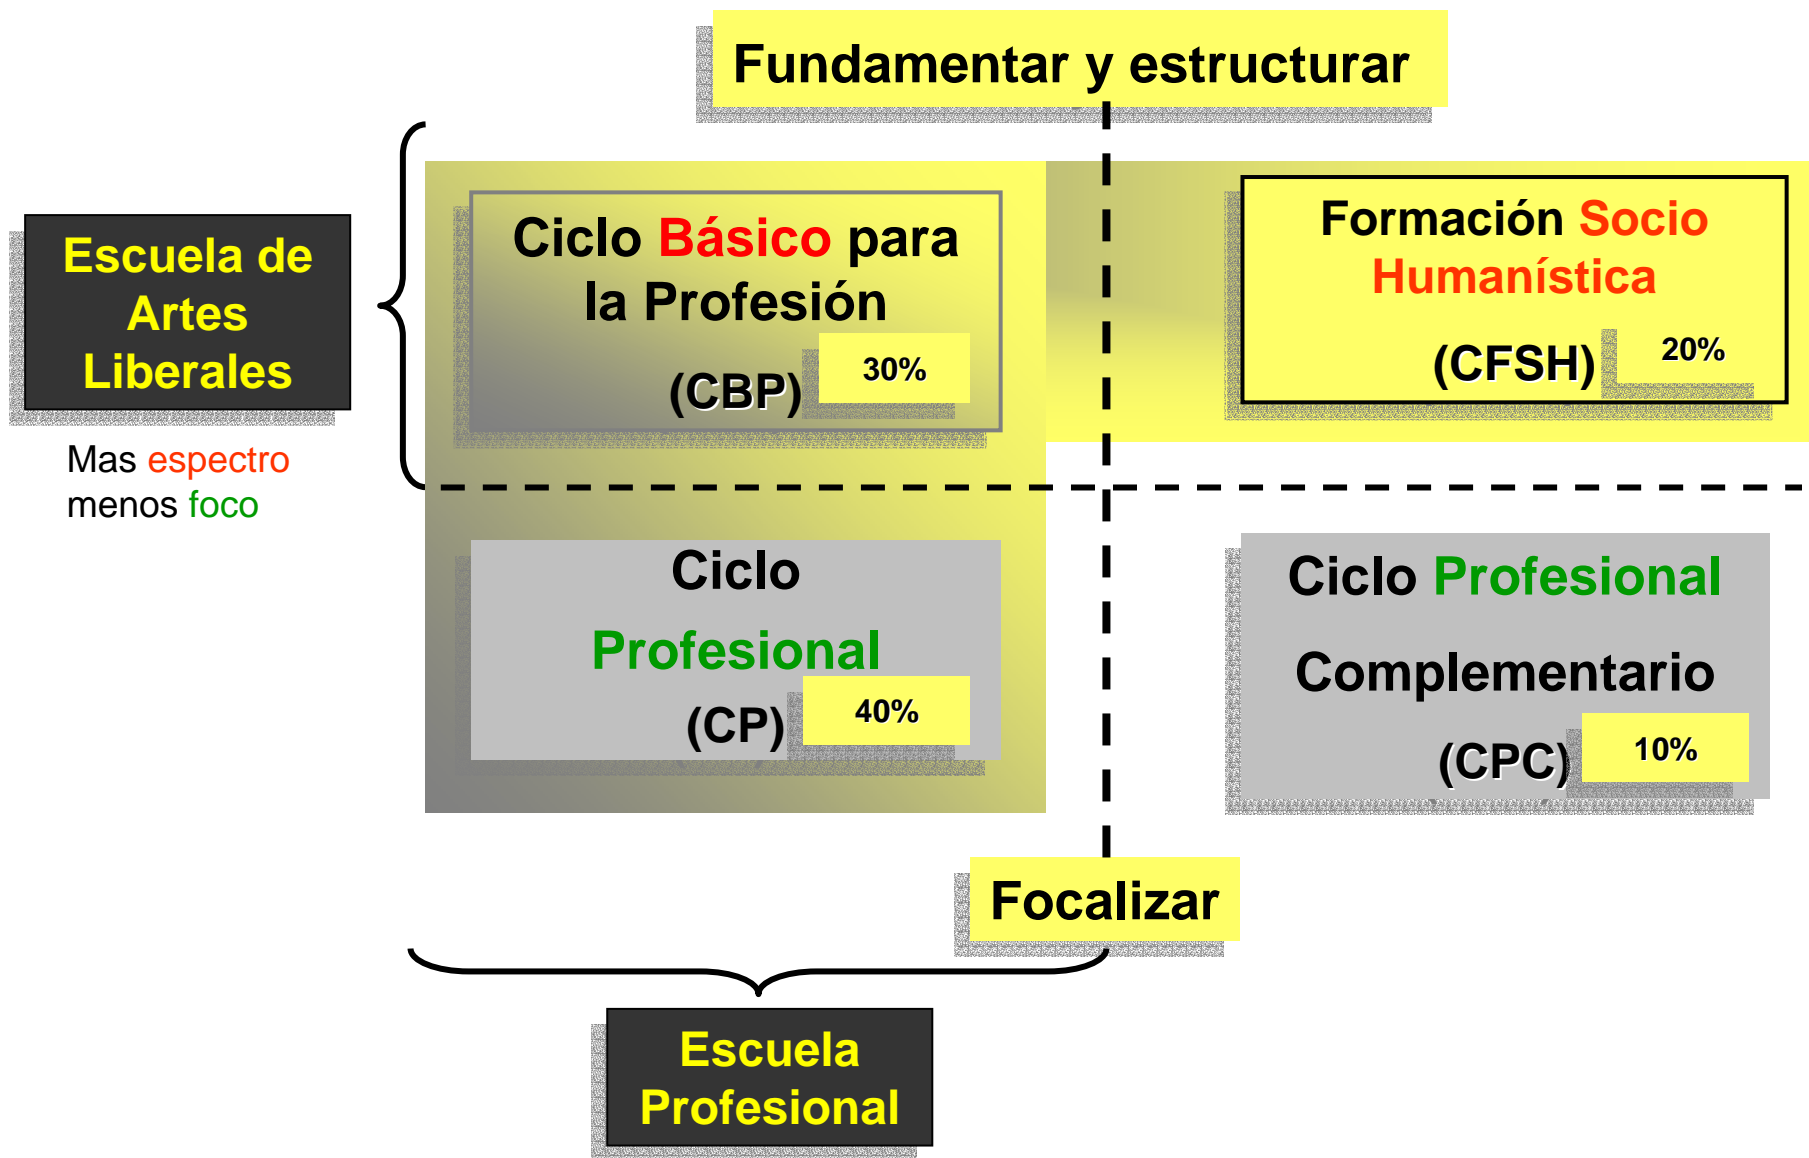 Fundamentar y estructurar
Escuela de
Artes
Liberales
Mas espectro
menos foco
Ciclo Básico para
la Profesión
(CBP)
30%
Formación Socio
Humanística
(CFSH)
20%
Ciclo
Profesional
(CP)
40%
Ciclo Profesional
Complementario
(CPC)
10%
Focalizar
Escuela
Profesional